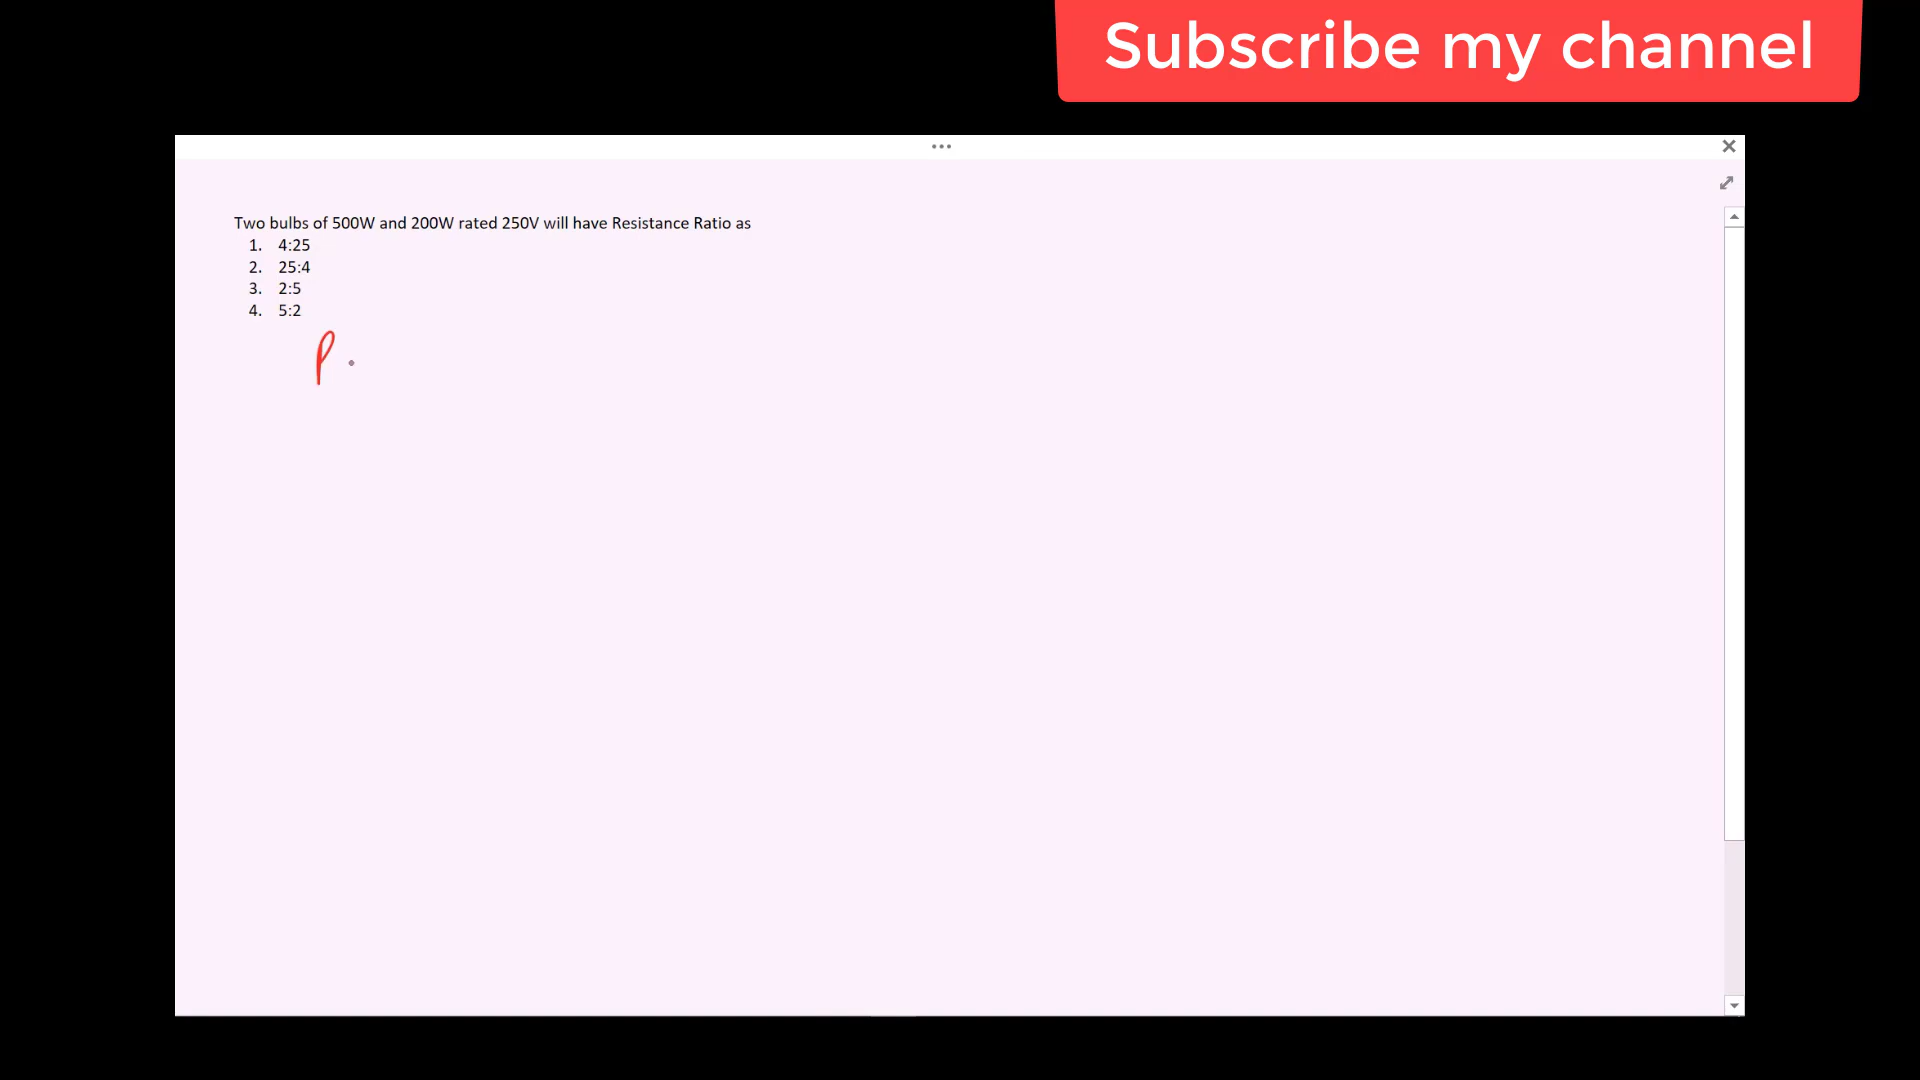 Subscribe my channel
Two bulbs of 500W and 200W rated 250V will have Resistance Ratio as
1. 4:25
2. 25:4
3. 2:5
4. 5:2
P